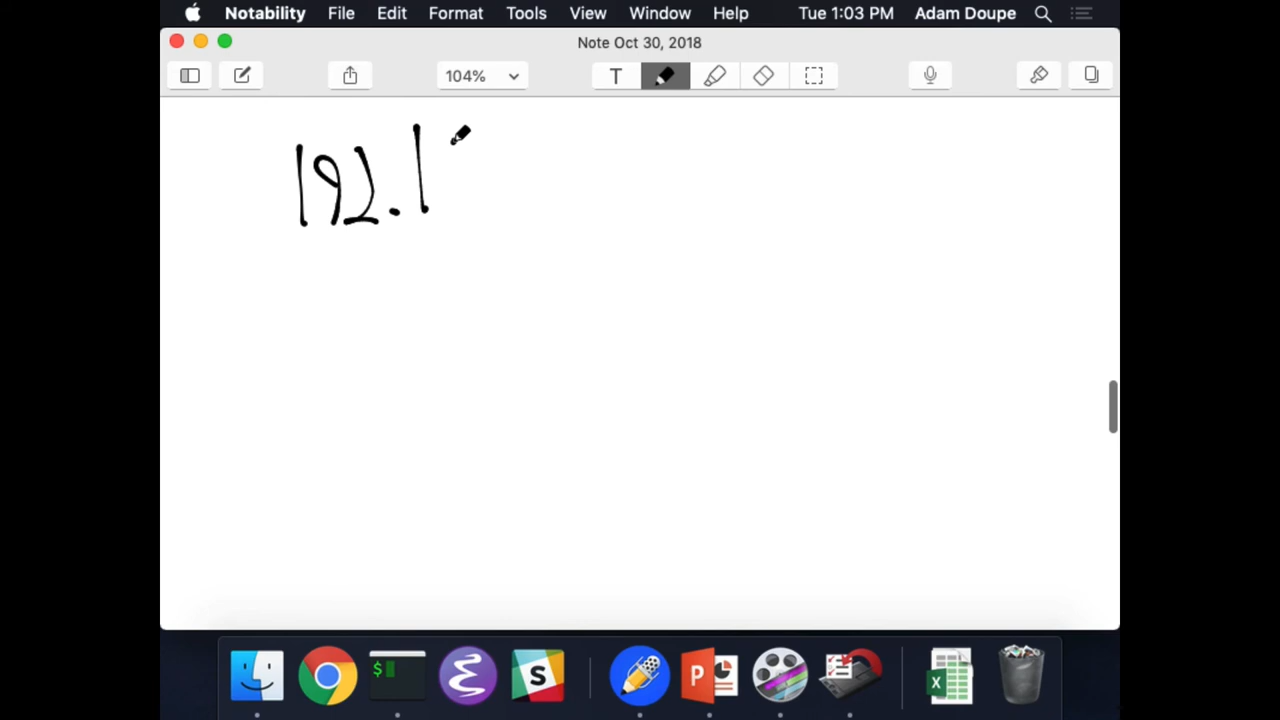 Notability File Edit Format Tools View Window Help Tue 1:03 PM Adam Doupe
Note Oct 30, 2018
104% T
192.1
$
S
P
X